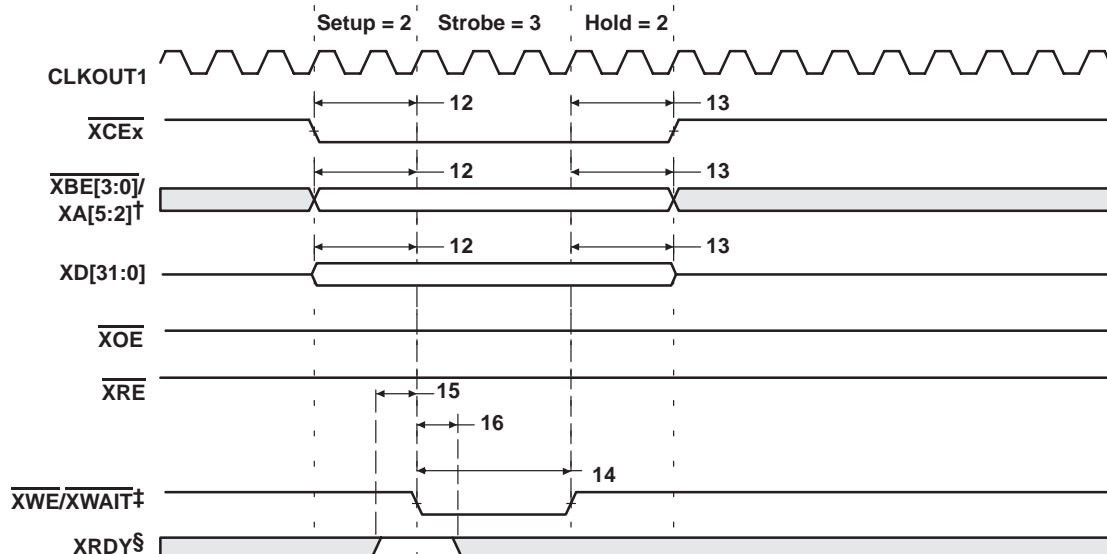 Setup = 2 Strobe = 3 Hold = 2
CLKOUT1
12 13
XCEx
12 13
XBE[3:0]/
XA[5:2]†
12 13
XD[31:0]
XOE
XRE
15
16
14
XWE/XWAIT‡
XRDY§